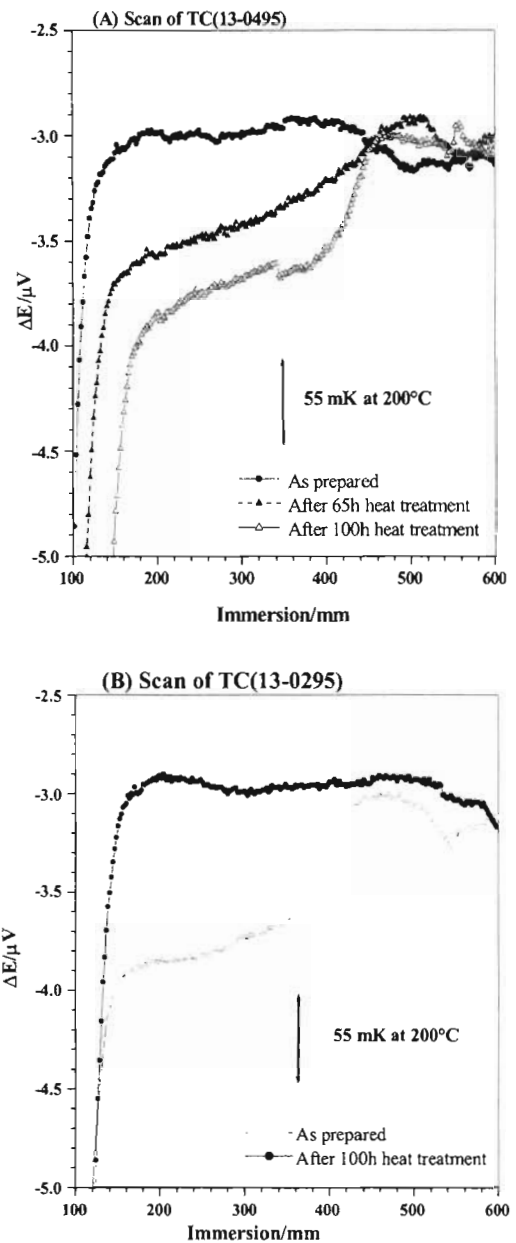 (A) Scan of TC(13-0495)
-2.5
-3.0
-3.5
-4.0
-4.5
-5.0
ΔE/μV
55 mK at 200°C
As prepared
After 65h heat treatment
After 100h heat treatment
100 200 300 400 500 600
Immersion/mm
(B) Scan of TC(13-0295)
-2.5
-3.0
-3.5
-4.0
-4.5
-5.0
ΔE/μV
55 mK at 200°C
As prepared
After 100h heat treatment
100 200 300 400 500 600
Immersion/mm